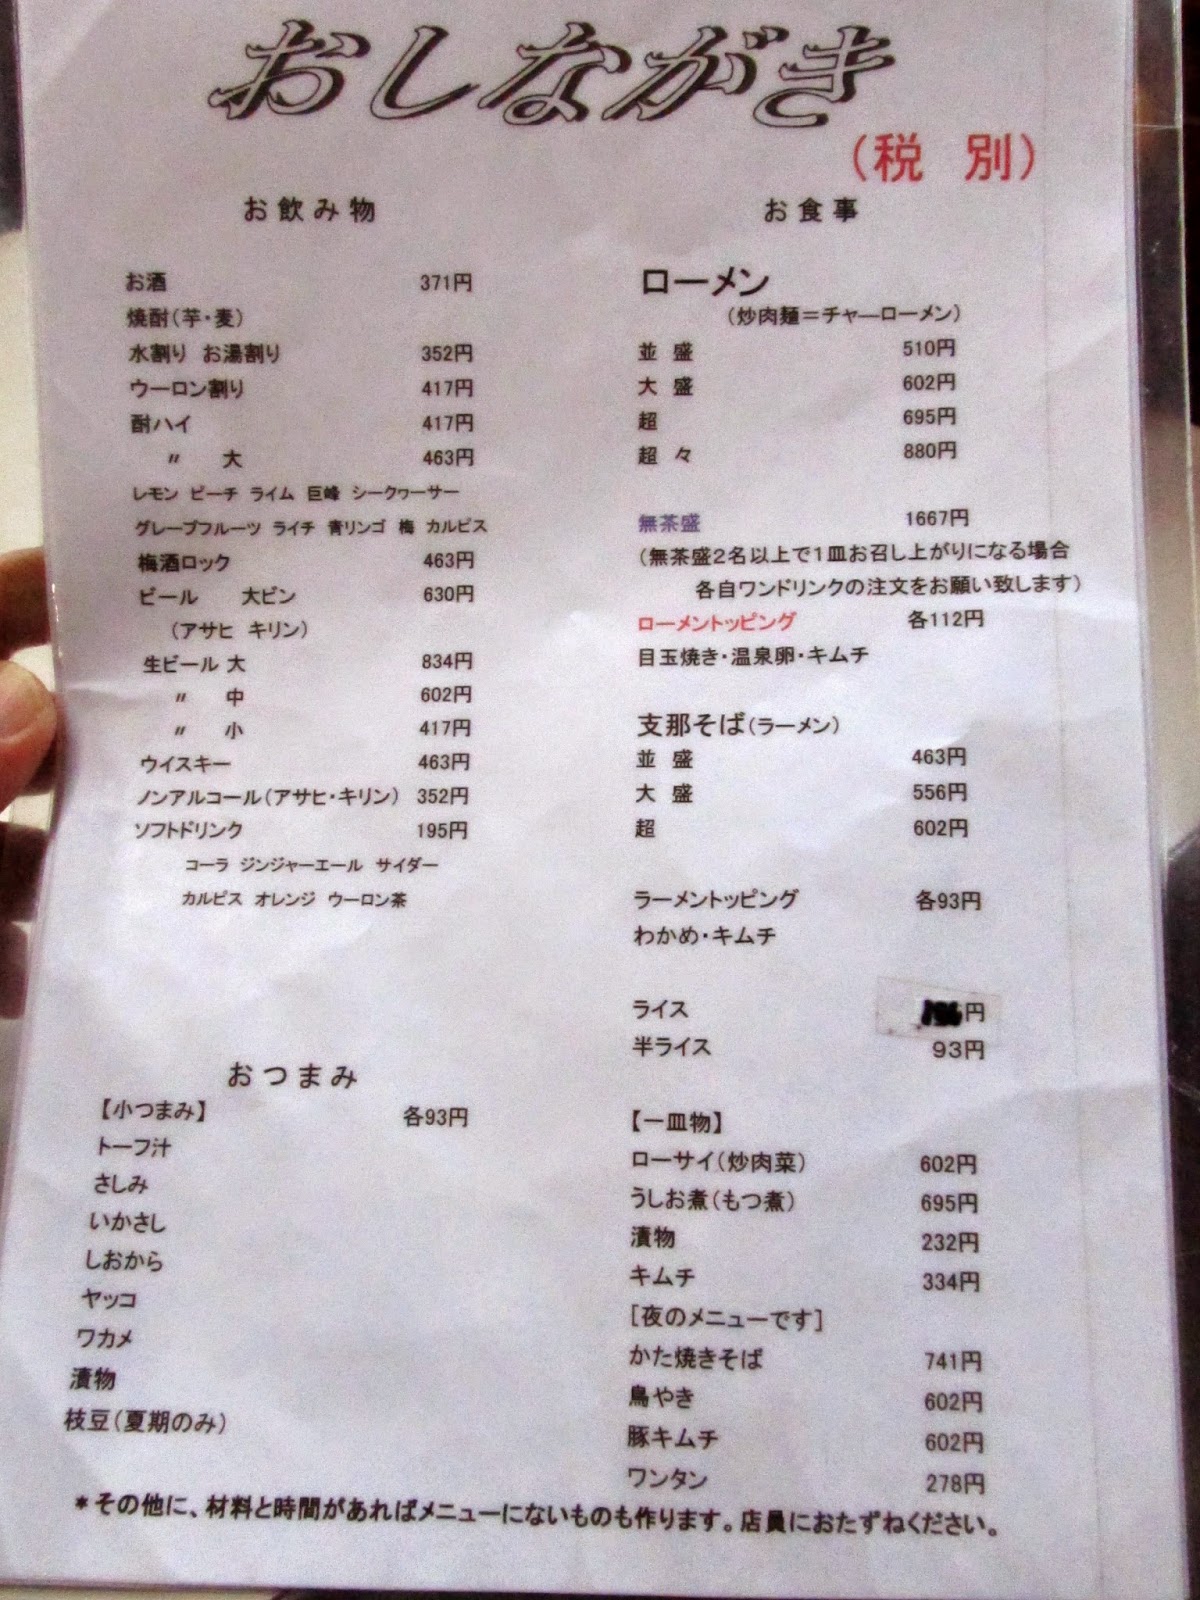 おしながき
(税 別)
お飲み物
お酒 371円
焼酎(芋・麦)
水割り お湯割り 352円
ウーロン割り 417円
酎ハイ 417円
〃 大 463円
レモン ピーチ ライム 巨峰 シークヮーサー
グレープフルーツ ライチ 青リンゴ 梅 カルピス
梅酒ロック 463円
ビール 大ビン 630円
(アサヒ キリン)
生ビール 大 834円
〃 中 602円
〃 小 417円
ウイスキー 463円
ノンアルコール(アサヒ・キリン) 352円
ソフトドリンク 195円
コーラ ジンジャーエール サイダー
カルピス オレンジ ウーロン茶
おつまみ
【小つまみ】 各93円
トーフ汁
さしみ
いかさし
しおから
ヤッコ
ワカメ
漬物
枝豆(夏期のみ)
お食事
ローメン
(炒肉麺=チャーローメン)
並 盛 510円
大 盛 602円
超 695円
超 々 880円
無茶盛 1667円
(無茶盛2名以上で1皿お召し上がりになる場合
各自ワンドリンクの注文をお願い致します)
ローメントッピング 各112円
目玉焼き・温泉卵・キムチ
支那そば(ラーメン)
並 盛 463円
大 盛 556円
超 602円
ラーメントッピング 各93円
わかめ・キムチ
ライス 円
半ライス 93円
【一皿物】
ローサイ(炒肉菜) 602円
うしお煮(もつ煮) 695円
漬物 232円
キムチ 334円
[夜のメニューです]
かた焼きそば 741円
鳥やき 602円
豚キムチ 602円
ワンタン 278円
*その他に、材料と時間があればメニューにないものも作ります。店員におたずねください。